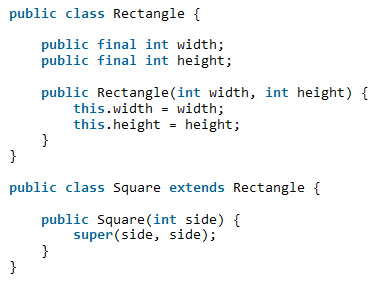 public class Rectangle {
public final int width;
public final int height;
public Rectangle(int width, int height) {
this.width = width;
this.height = height;
}
}
public class Square extends Rectangle {
public Square(int side) {
super(side, side);
}
}